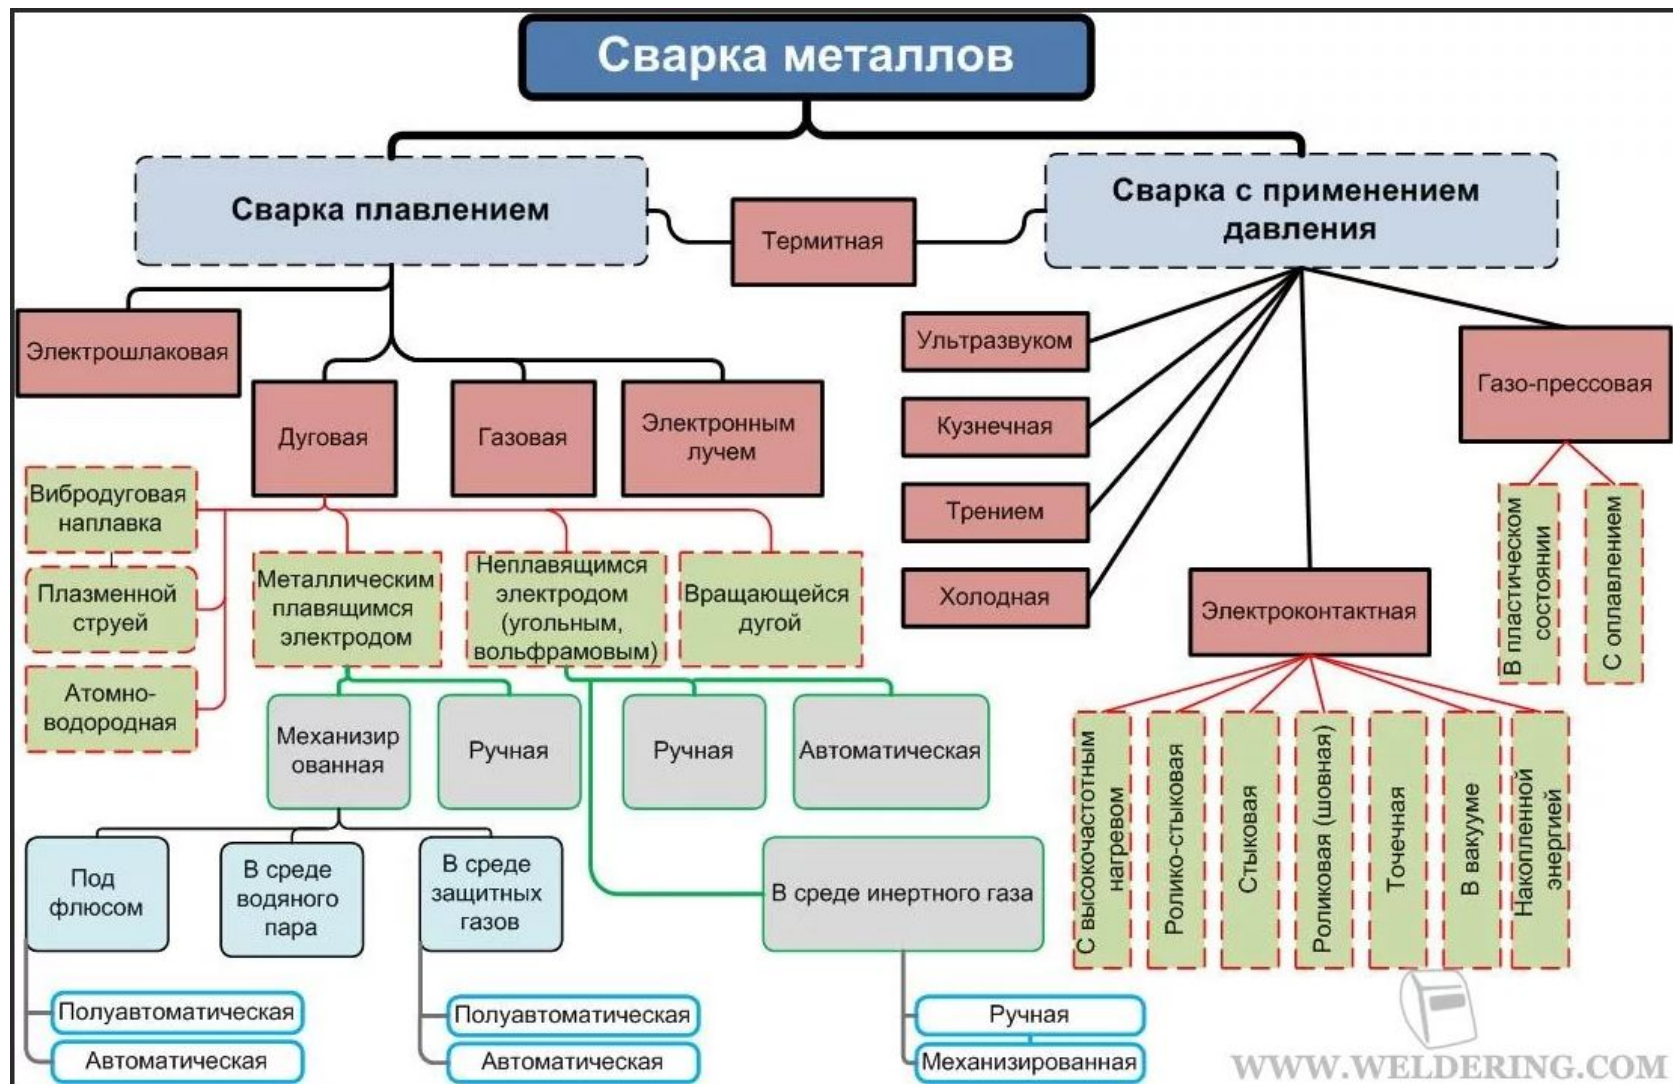 Сварка металлов
Сварка плавлением
Термитная
Сварка с применением
давления
Электрошлаковая
Дуговая
Газовая
Электронным
лучем
Ультразвуком
Кузнечная
Трением
Холодная
Газо-прессовая
В пластическом
состоянии
С оплавлением
Электроконтактная
Вибродуговая
наплавка
Плазменной
струей
Атомно-
водородная
Металлическим
плавящимся
электродом
Неплавящимся
электродом
(угольным,
вольфрамовым)
Вращающейся
дугой
Механизир
ованная
Ручная
Ручная
Автоматическая
Под
флюсом
В среде
водяного
пара
В среде
защитных
газов
В среде инертного газа
Полуавтоматическая
Автоматическая
Полуавтоматическая
Автоматическая
Ручная
Механизированная
С высокочастотным
нагревом
Ролико-стыковая
Стыковая
Роликовая (шовная)
Точечная
В вакууме
Накопленной
энергией
WWW.WELDERING.COM